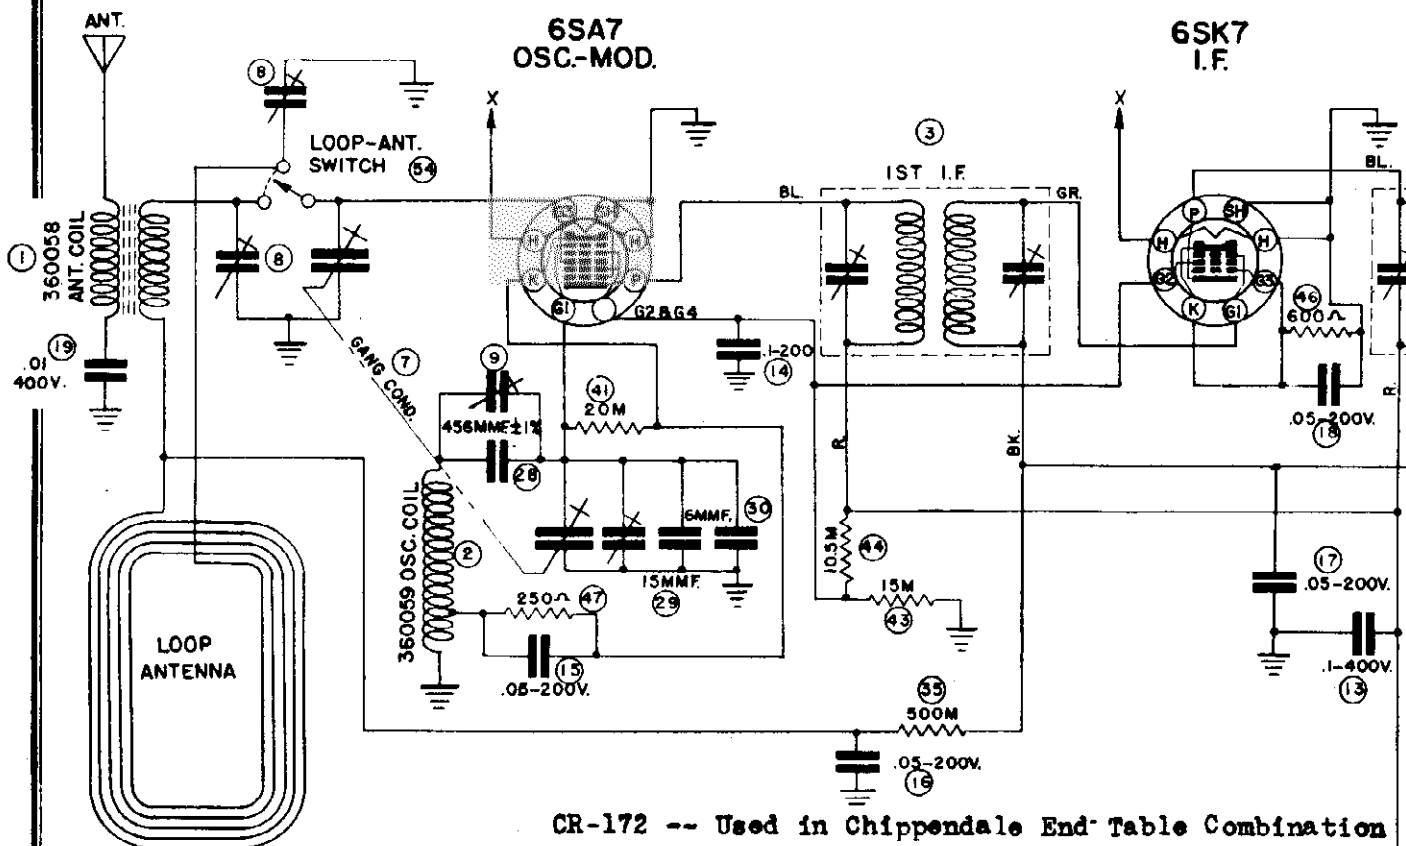 ANT.
6SA7
OSC.-MOD.
6SK7
I.F.
8
X
X
LOOP-ANT.
SWITCH 54
3
1ST I.F.
BL.
GR.
BL.
1
360058
ANT. COIL
8
G3 SH
H H
K P
G1
G2 & G4
P SH
H H
G2 G3
K G1
46
600Ω
19
.01
400V.
7
GANG COND.
9
41
20M
456MMF±1%
28
.1-200
14
R.
BK.
.05-200V.
18
R.
360059 OSC. COIL
2
6MMF.
30
15MMF.
29
10.5M
44
15M
43
17
.05-200V.
250Ω 47
15
.05-200V.
.1-400V.
13
LOOP
ANTENNA
35
500M
.05-200V.
16
CR-172 -- Used in Chippendale End Table Combination